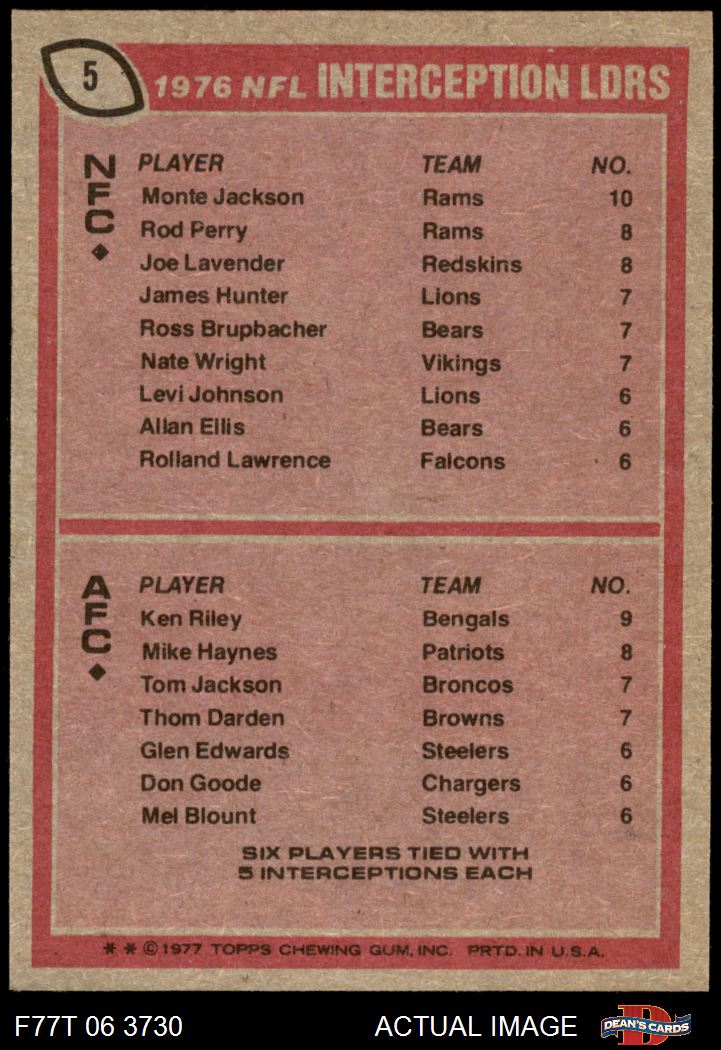 5
1976 NFL INTERCEPTION LDRS
NFC
PLAYER TEAM NO.
Monte Jackson Rams 10
Rod Perry Rams 8
Joe Lavender Redskins 8
James Hunter Lions 7
Ross Brupbacher Bears 7
Nate Wright Vikings 7
Levi Johnson Lions 6
Allan Ellis Bears 6
Rolland Lawrence Falcons 6
AFC
PLAYER TEAM NO.
Ken Riley Bengals 9
Mike Haynes Patriots 8
Tom Jackson Broncos 7
Thom Darden Browns 7
Glen Edwards Steelers 6
Don Goode Chargers 6
Mel Blount Steelers 6
SIX PLAYERS TIED WITH
5 INTERCEPTIONS EACH
* * © 1977 TOPPS CHEWING GUM, INC. PRTD. IN U.S.A.
F77T 06 3730 ACTUAL IMAGE D DEAN'S CARDS